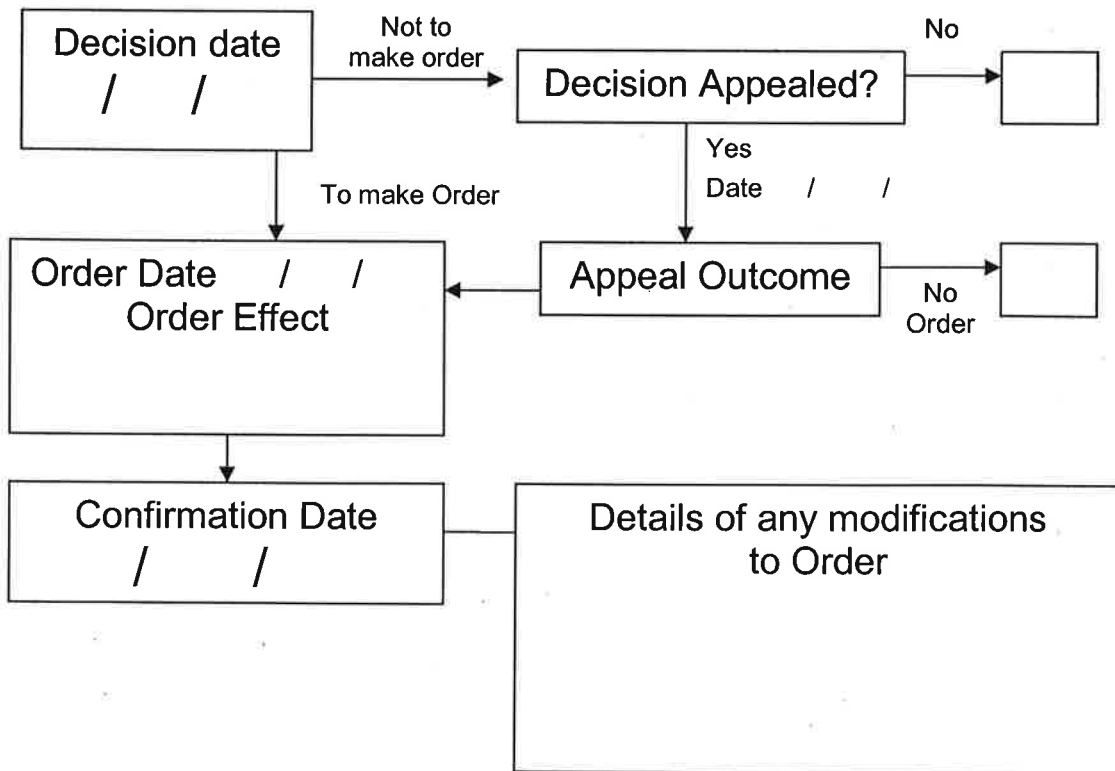 Decision date
/ /
Not to
make order
Decision Appealed?
No
Yes
Date / /
To make Order
Order Date / /
Order Effect
Appeal Outcome
No
Order
Confirmation Date
/ /
Details of any modifications
to Order